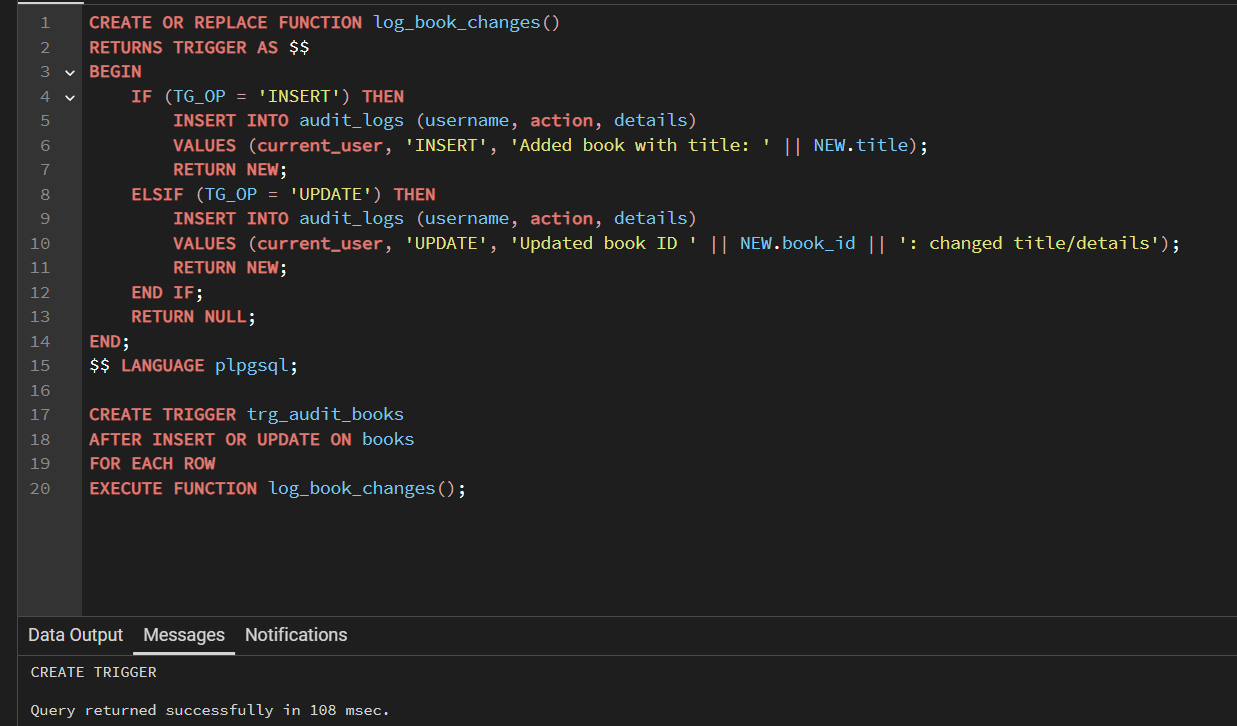 1 CREATE OR REPLACE FUNCTION log_book_changes()
2 RETURNS TRIGGER AS $$
3 BEGIN
4     IF (TG_OP = 'INSERT') THEN
5         INSERT INTO audit_logs (username, action, details)
6         VALUES (current_user, 'INSERT', 'Added book with title: ' || NEW.title);
7         RETURN NEW;
8     ELSIF (TG_OP = 'UPDATE') THEN
9         INSERT INTO audit_logs (username, action, details)
10         VALUES (current_user, 'UPDATE', 'Updated book ID ' || NEW.book_id || ': changed title/details');
11         RETURN NEW;
12     END IF;
13     RETURN NULL;
14 END;
15 $$ LANGUAGE plpgsql;
16
17 CREATE TRIGGER trg_audit_books
18 AFTER INSERT OR UPDATE ON books
19 FOR EACH ROW
20 EXECUTE FUNCTION log_book_changes();
Data Output Messages Notifications
CREATE TRIGGER
Query returned successfully in 108 msec.